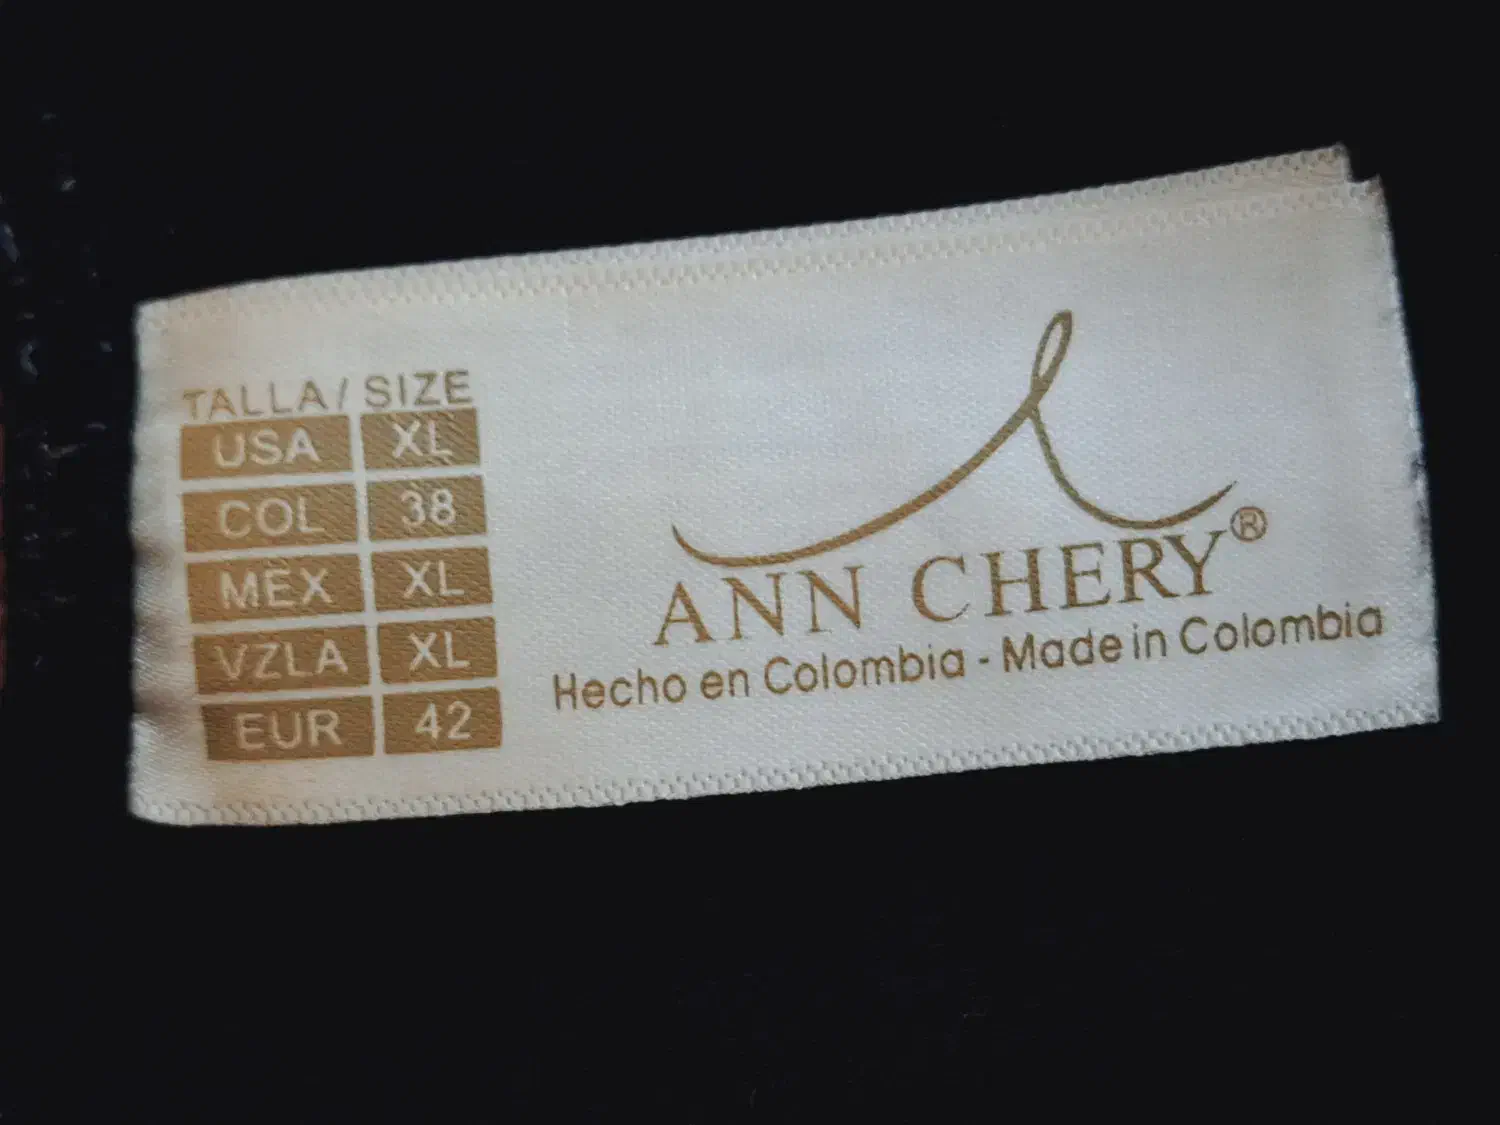 TALLA / SIZE
USA XL
COL 38
MEX XL
VZLA XL
EUR 42
ANN CHERY®
Hecho en Colombia - Made in Colombia